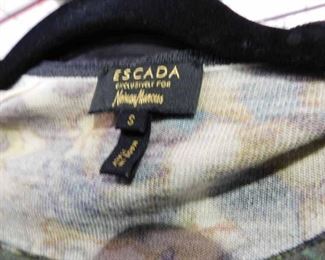 ESCADA
EXCLUSIVELY FOR
Neiman Marcus
S